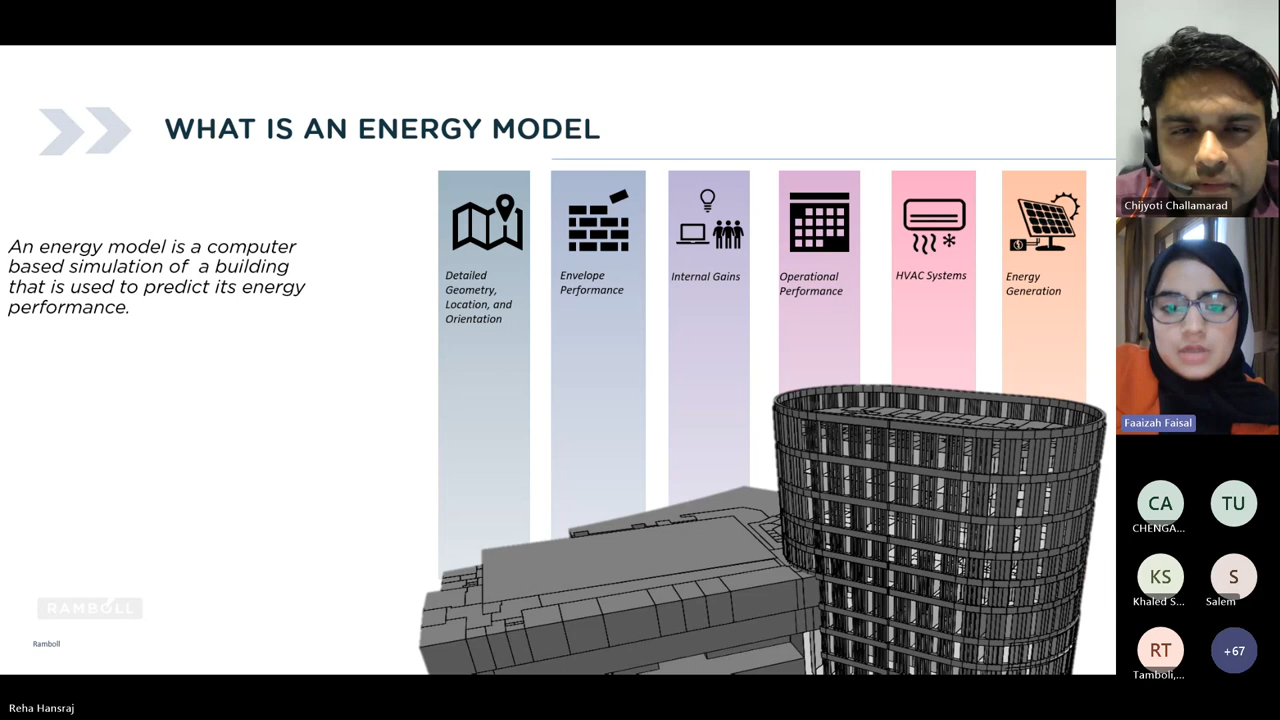 WHAT IS AN ENERGY MODEL
An energy model is a computer
based simulation of a building
that is used to predict its energy
performance.
Detailed
Geometry,
Location, and
Orientation
Envelope
Performance
Internal Gains
Operational
Performance
HVAC Systems
Energy
Generation
RAMBOLL
Ramboll
Reha Hansraj
Chijyoti Challamarad
Faaizah Faisal
CA
CHENGA...
TU
KS
Khaled S...
S
Salem
RT
Tamboli,...
+67